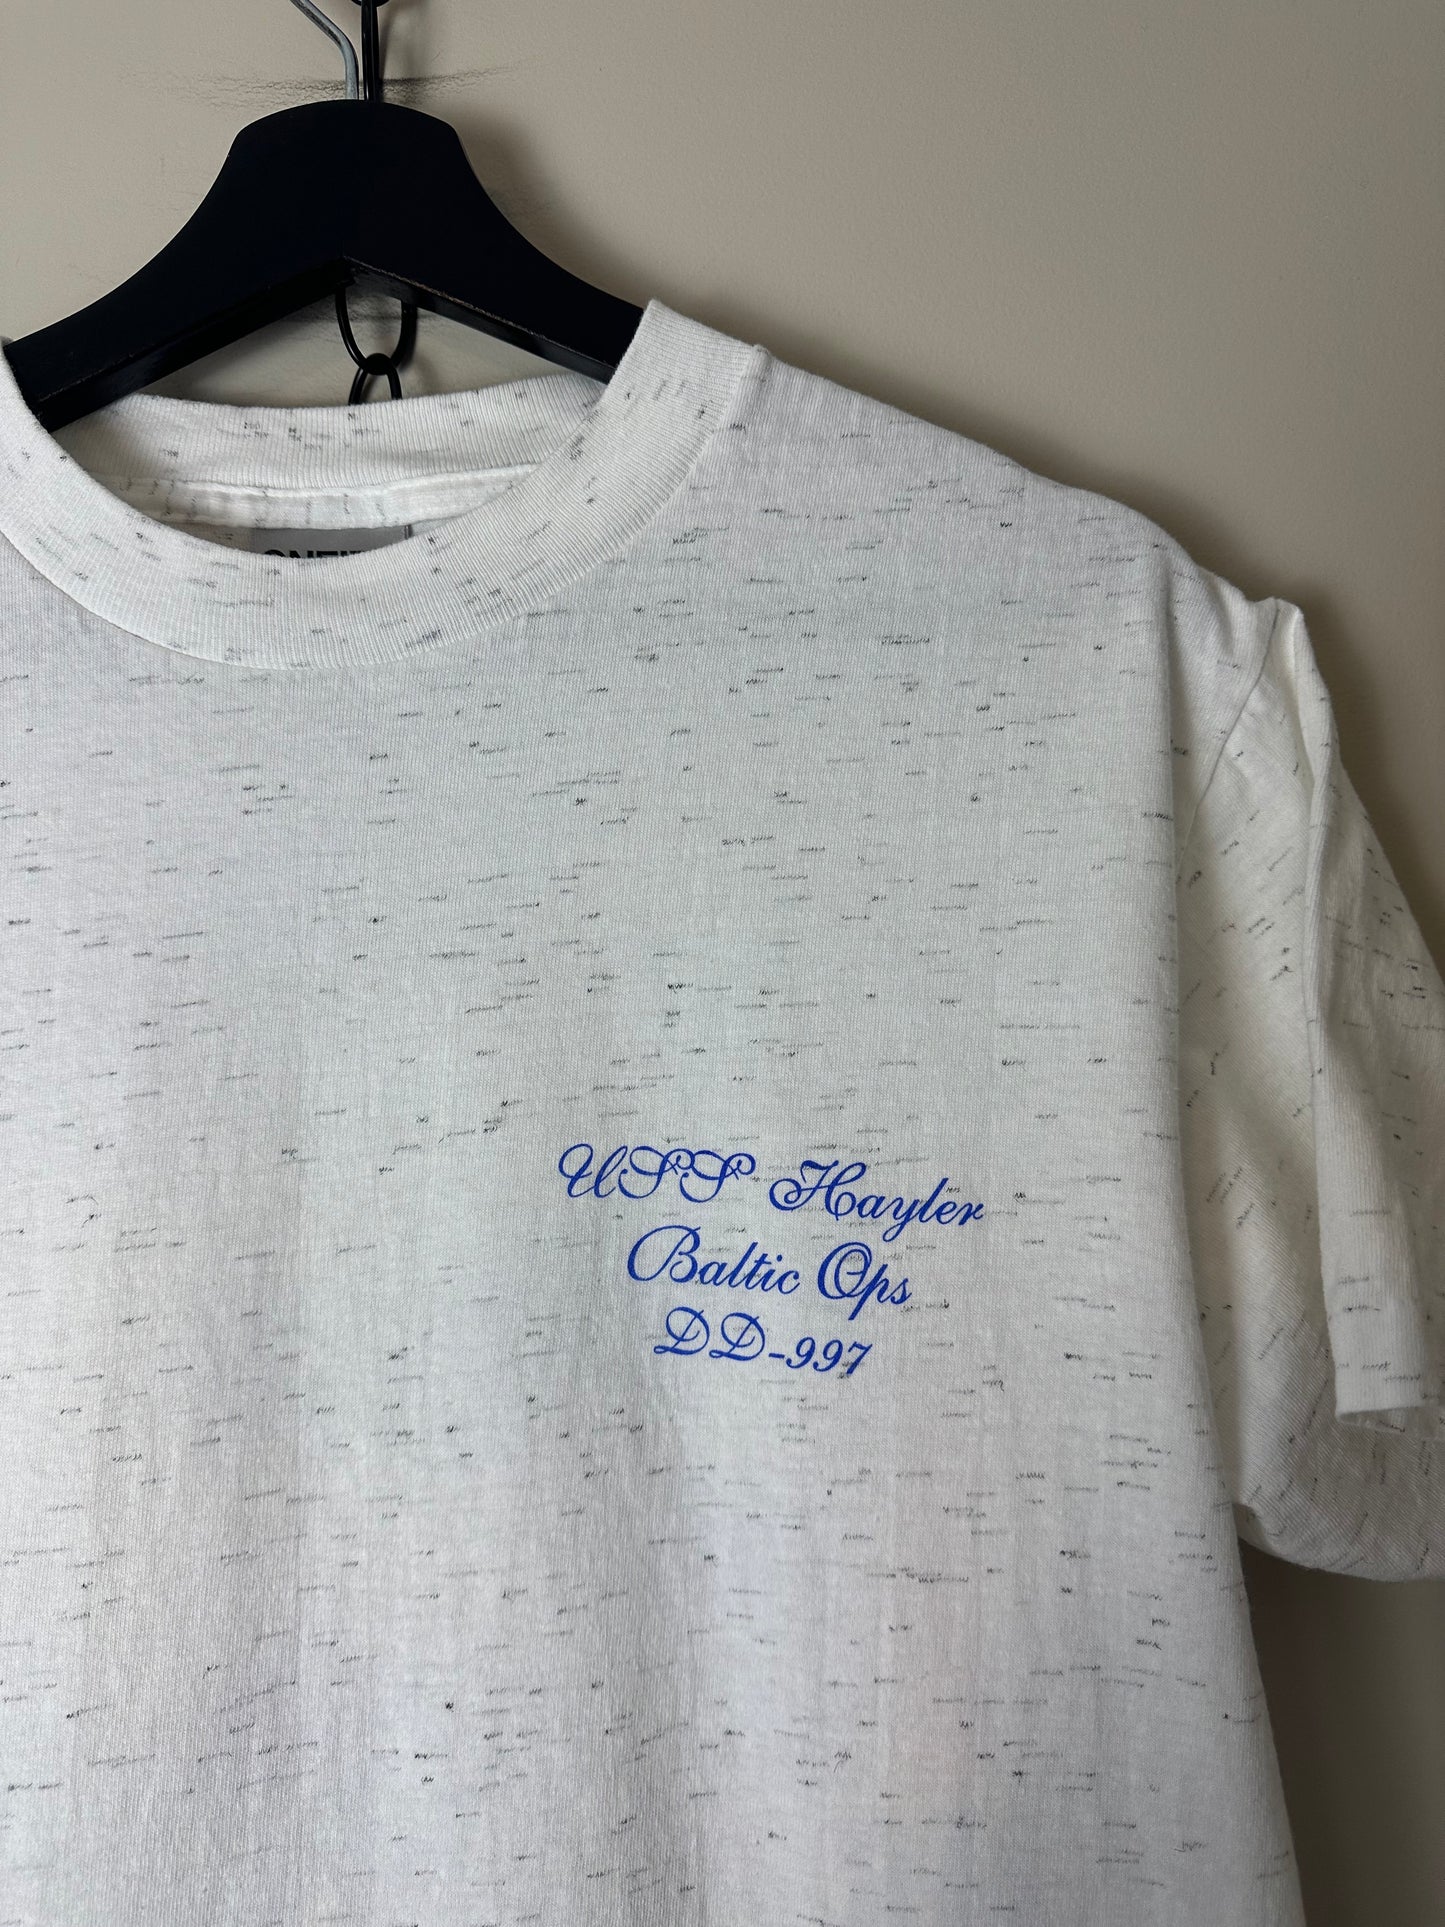 USS Hayler
Baltic Ops
DD-997